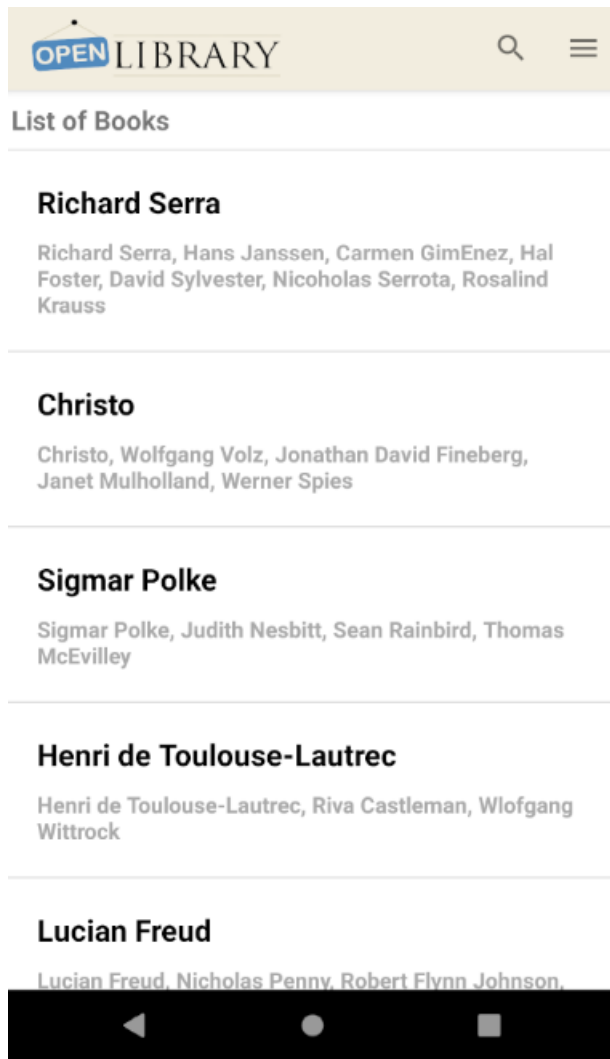 OPEN LIBRARY
List of Books
Richard Serra
Richard Serra, Hans Janssen, Carmen GimEnez, Hal
Foster, David Sylvester, Nicoholas Serrota, Rosalind
Krauss
Christo
Christo, Wolfgang Volz, Jonathan David Fineberg,
Janet Mulholland, Werner Spies
Sigmar Polke
Sigmar Polke, Judith Nesbitt, Sean Rainbird, Thomas
McEvilley
Henri de Toulouse-Lautrec
Henri de Toulouse-Lautrec, Riva Castleman, Wlofgang
Wittrock
Lucian Freud
Lucian Freud, Nicholas Penny, Robert Flynn Johnson,